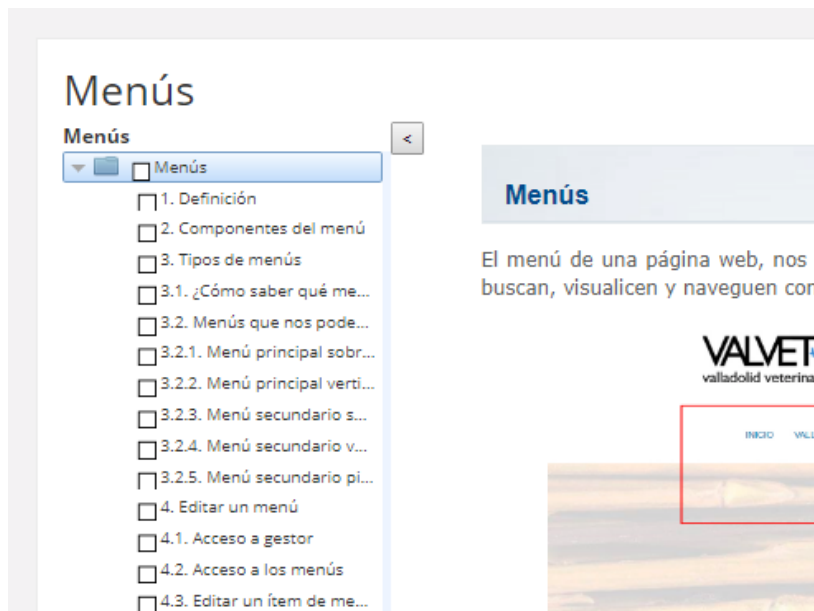 Menús
Menús
<
Menús
1. Definición
2. Componentes del menú
3. Tipos de menús
3.1. ¿Cómo saber qué me...
3.2. Menús que nos pode...
3.2.1. Menú principal sobr...
3.2.2. Menú principal verti...
3.2.3. Menú secundario s...
3.2.4. Menú secundario v...
3.2.5. Menú secundario pi...
4. Editar un menú
4.1. Acceso a gestor
4.2. Acceso a los menús
4.3. Editar un ítem de me...
Menús
El menú de una página web, nos
buscan, visualicen y naveguen con
VALVET
valladolid veterina
INICIO VALL